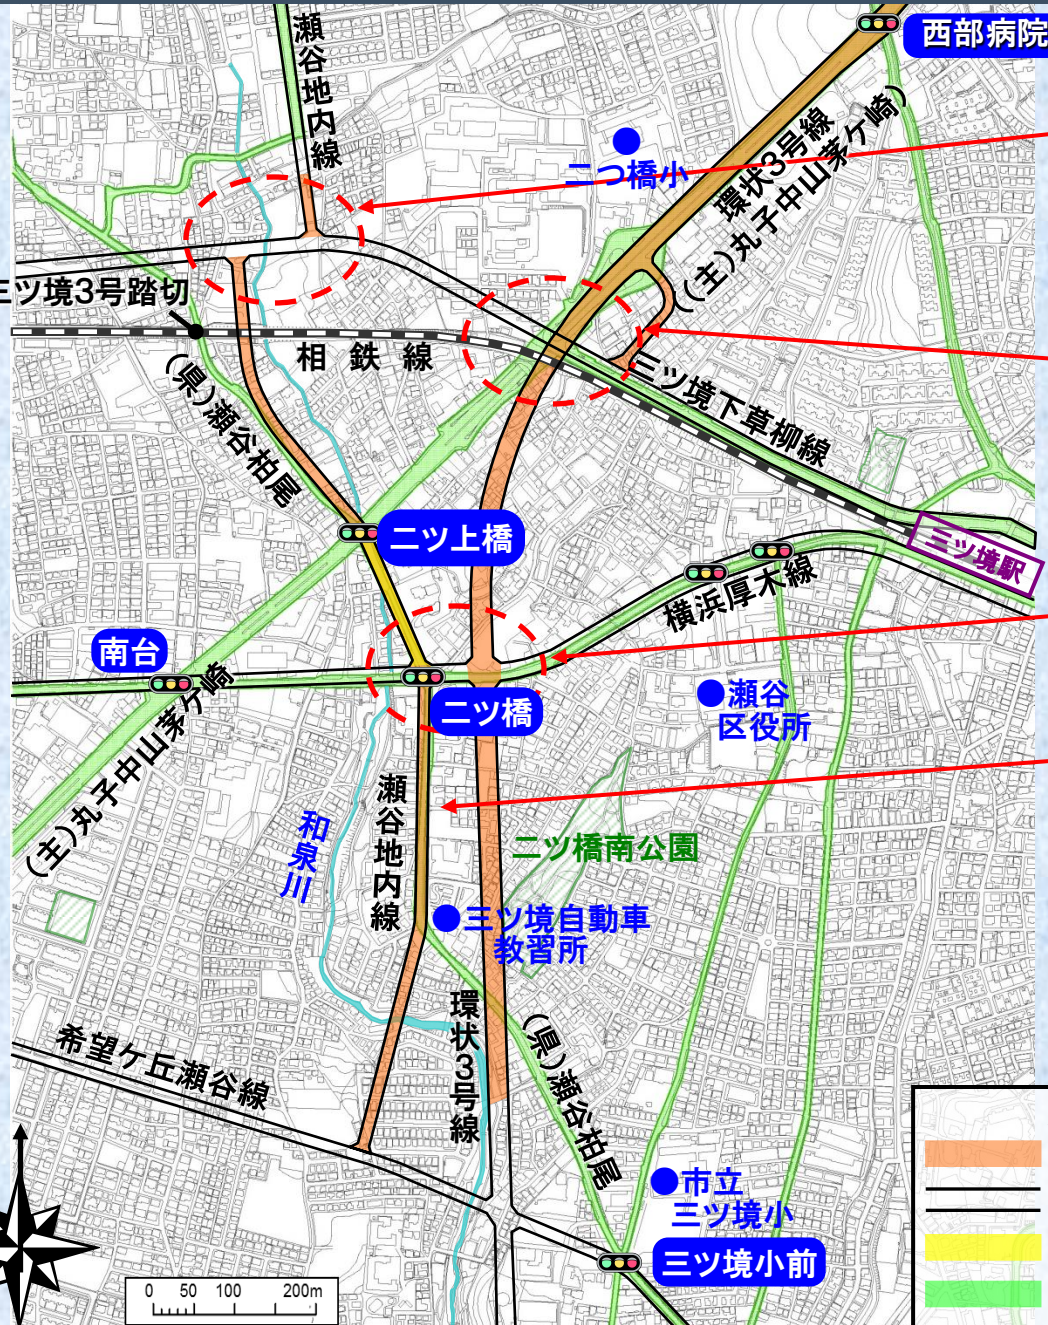 西部病院
瀬谷地内線
二つ橋小
環状3号線
((主)丸子中山茅ケ崎)
三ツ境3号踏切
相鉄線
(県)瀬谷柏尾
三ツ境下草柳線
二ツ上橋
三ツ境駅
横浜厚木線
南台
二ツ橋
瀬谷
区役所
(主)丸子中山茅ケ崎
瀬谷地内線
和泉川
二ツ橋南公園
三ツ境自動車
教習所
環状3号線
(県)瀬谷柏尾
希望ケ丘瀬谷線
市立
三ツ境小
三ツ境小前
0 50 100 200m